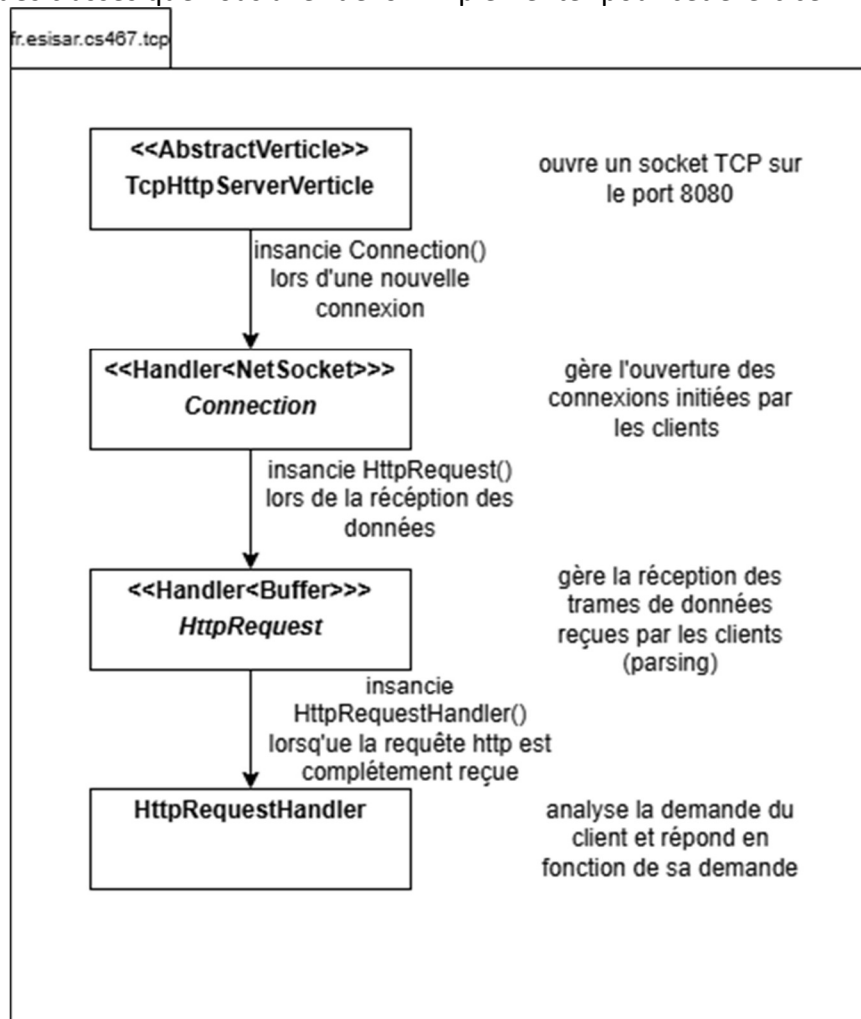 fr.esisar.cs467.tcp
<<AbstractVerticle>>
TcpHttpServerVerticle
ouvre un socket TCP sur
le port 8080
insancie Connection()
lors d'une nouvelle
connexion
<<Handler<NetSocket>>>
Connection
gère l'ouverture des
connexions initiées par
les clients
insancie HttpRequest()
lors de la récéption des
données
<<Handler<Buffer>>>
HttpRequest
gère la réception des
trames de données
reçues par les clients
(parsing)
insancie
HttpRequestHandler()
lorsq'ue la requête http est
complétement reçue
HttpRequestHandler
analyse la demande du
client et répond en
fonction de sa demande